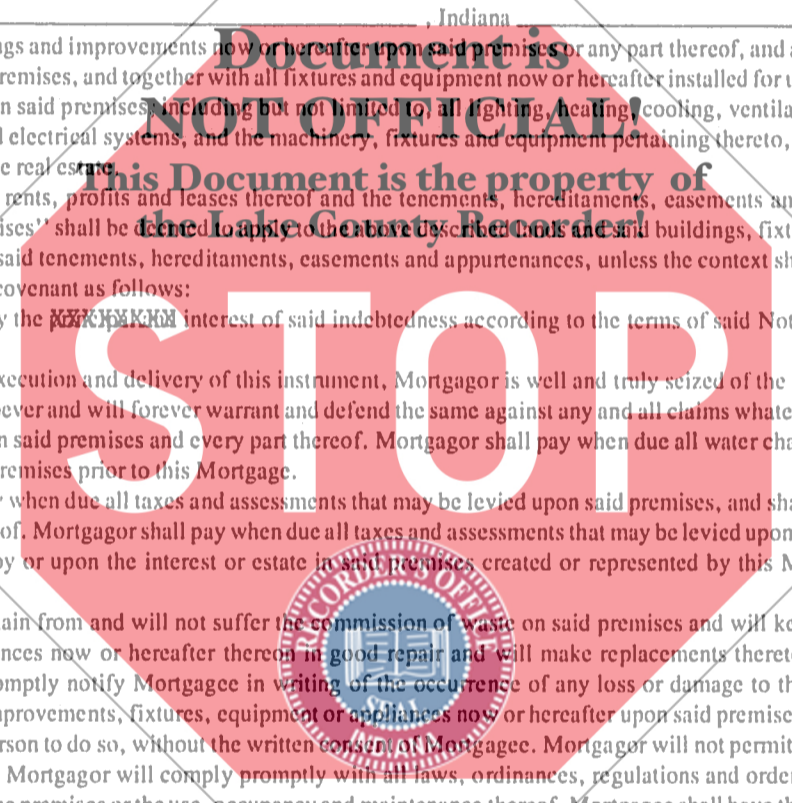 , Indiana
Document is
gs and improvements now or hereafter upon said premises or any part thereof, and a
NOT OFFICIAL!
remises, and together with all fixtures and equipment now or hereafter installed for u
n said premises, including but not limited to, all lighting, heating, cooling, ventila
l electrical systems, and the machinery, fixtures and equipment pertaining thereto,
e real estate.
This Document is the property of
the Lake County Recorder!
rents, profits and leases thereof and the tenements, hereditaments, easements an
ises" shall be deemed to apply to the above described lands and said buildings, fixt
said tenements, hereditaments, easements and appurtenances, unless the context sh
covenant as follows:
y the principal and interest of said indebtedness according to the terms of said Not
STOP
xecution and delivery of this instrument, Mortgagor is well and truly seized of the
ever and will forever warrant and defend the same against any and all claims whate
n said premises and every part thereof. Mortgagor shall pay when due all water cha
remises prior to this Mortgage.
when due all taxes and assessments that may be levied upon said premises, and sha
of. Mortgagor shall pay when due all taxes and assessments that may be levied upon
by or upon the interest or estate in said premises created or represented by this M
RECORDER'S OFFICE
SEAL
ain from and will not suffer the commission of waste on said premises and will ke
nces now or hereafter thereon in good repair and will make replacements theret
omptly notify Mortgagee in writing of the occurrence of any loss or damage to th
provements, fixtures, equipment or appliances now or hereafter upon said premise
rson to do so, without the written consent of Mortgagee. Mortgagor will not permit
Mortgagor will comply promptly with all laws, ordinances, regulations and order